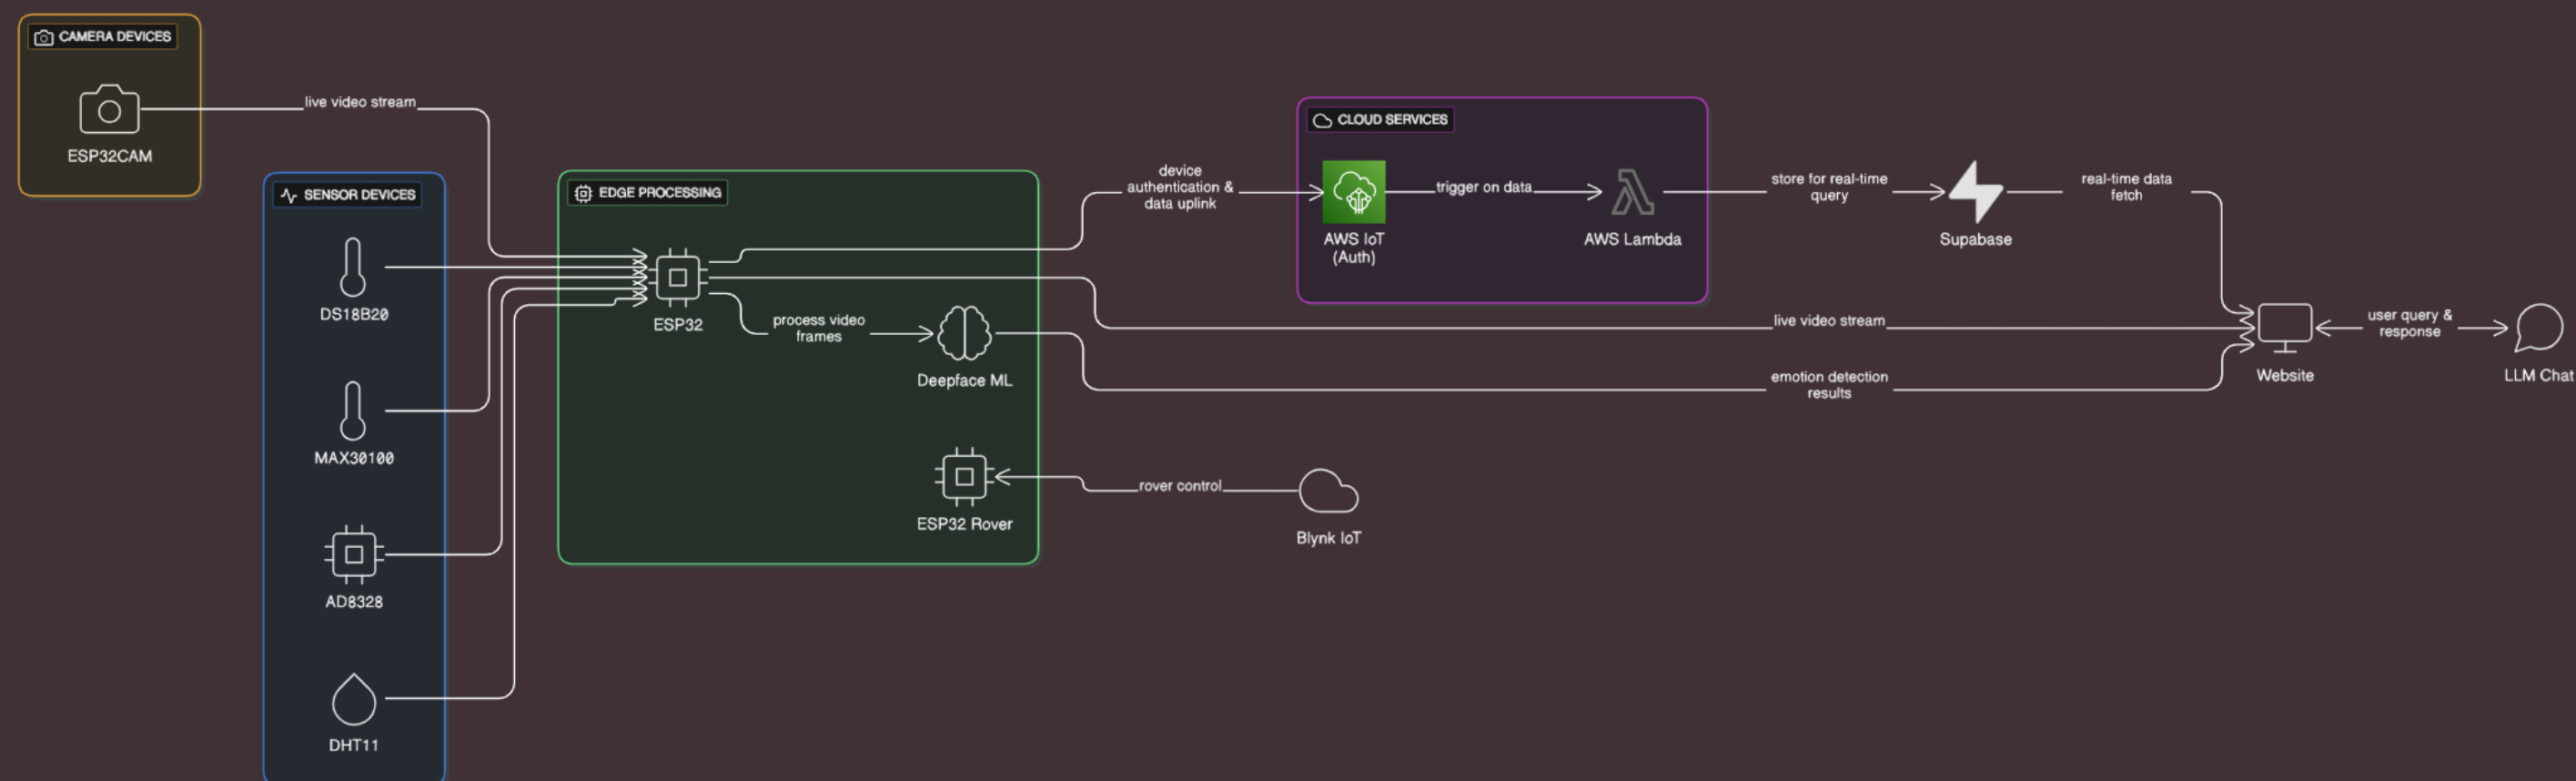 CAMERA DEVICES
ESP32CAM
live video stream
SENSOR DEVICES
DS18B20
MAX30100
AD8328
DHT11
EDGE PROCESSING
ESP32
process video
frames
Deepface ML
ESP32 Rover
device
authentication &
data uplink
CLOUD SERVICES
AWS IoT
(Auth)
trigger on data
AWS Lambda
store for real-time
query
Supabase
real-time data
fetch
live video stream
emotion detection
results
rover control
Blynk IoT
Website
user query &
response
LLM Chat